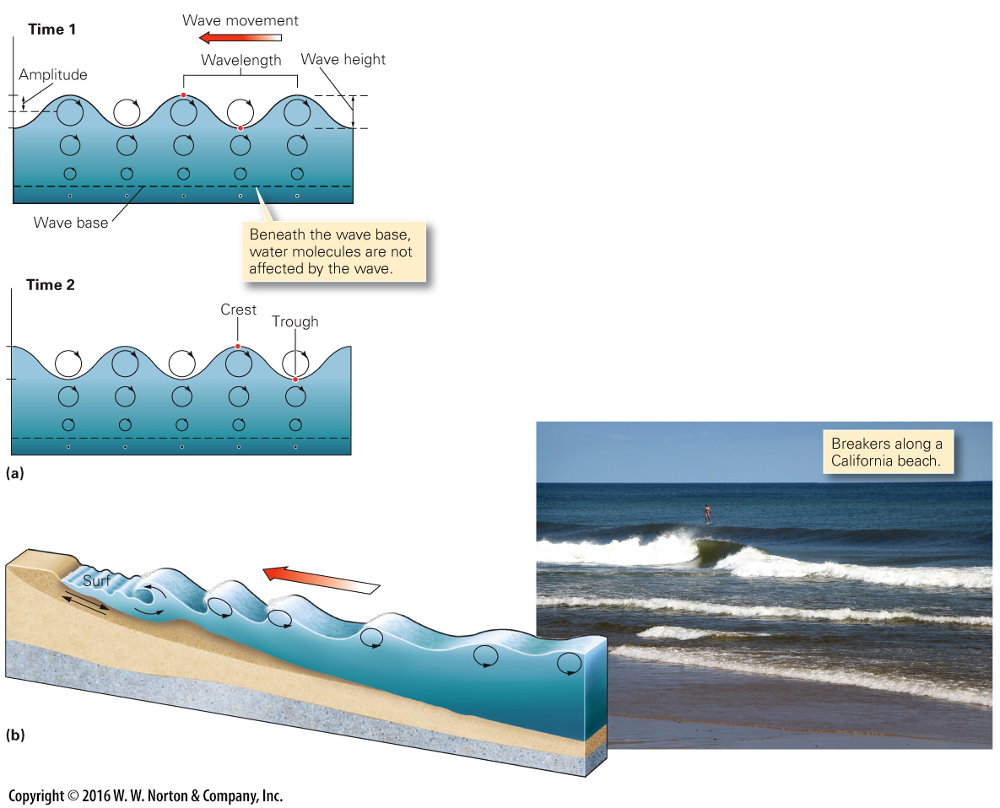 Time 1
Wave movement
Wavelength
Wave height
Amplitude
Wave base
Beneath the wave base,
water molecules are not
affected by the wave.
Time 2
Crest
Trough
(a)
Breakers along a
California beach.
Surf
(b)
Copyright © 2016 W. W. Norton & Company, Inc.